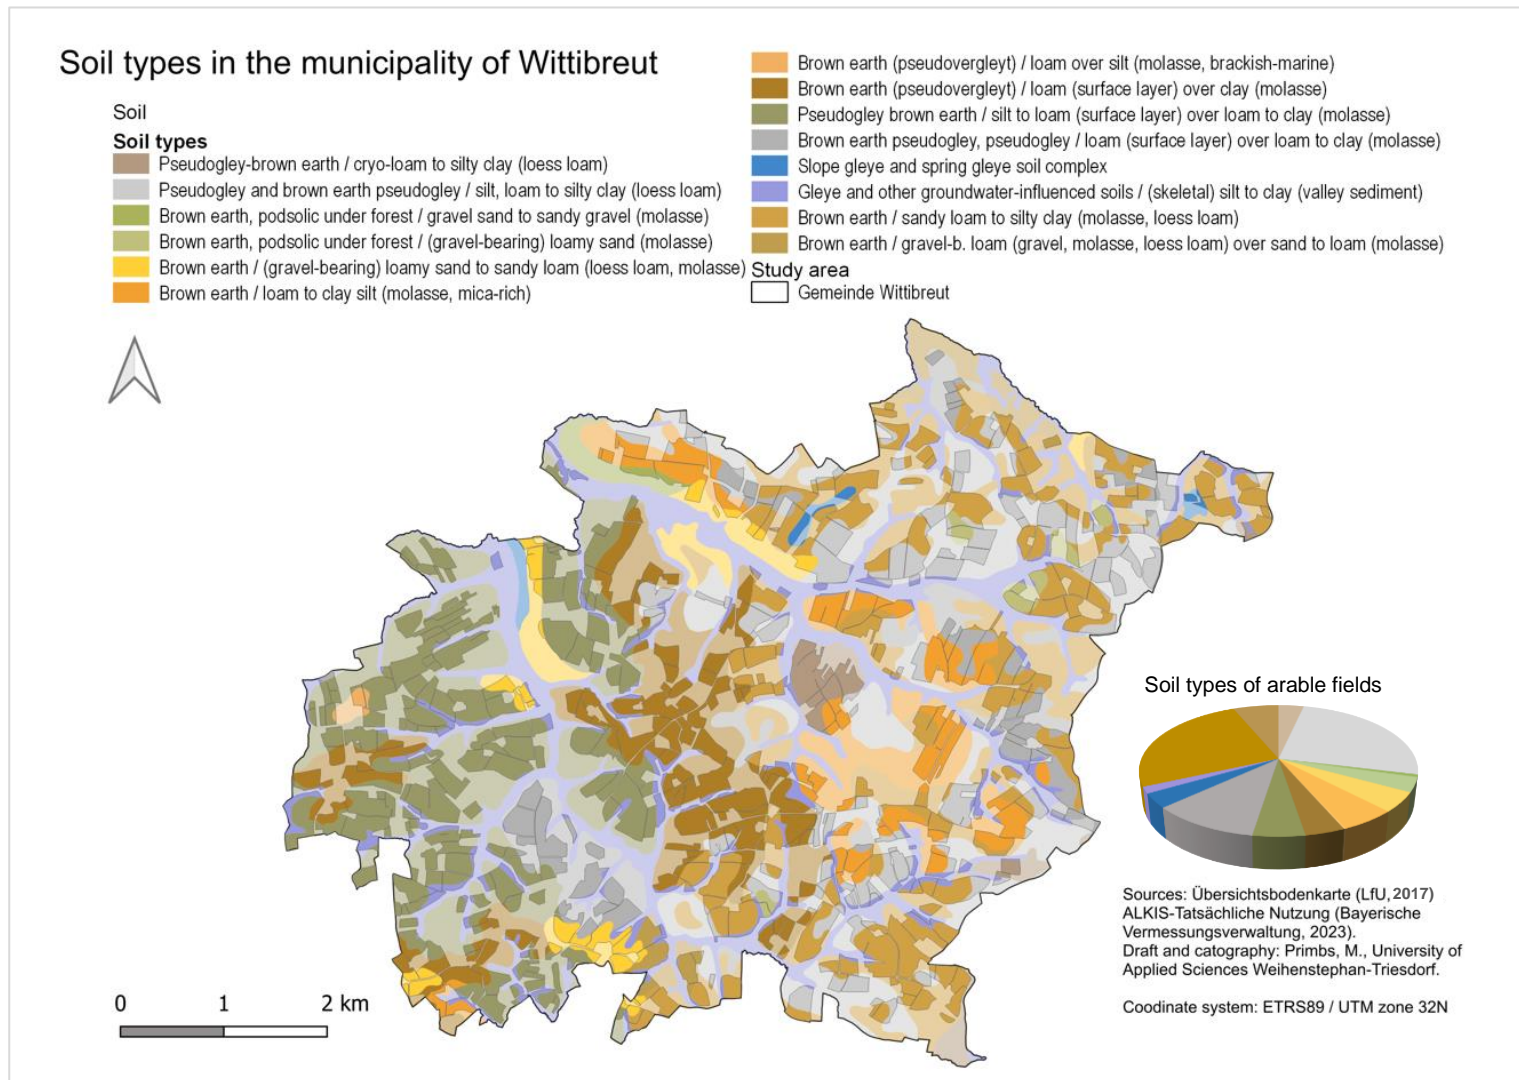 Soil types in the municipality of Wittibreut
Soil
Soil types
Pseudogley-brown earth / cryo-loam to silty clay (loess loam)
Pseudogley and brown earth pseudogley / silt, loam to silty clay (loess loam)
Brown earth, podsolic under forest / gravel sand to sandy gravel (molasse)
Brown earth, podsolic under forest / (gravel-bearing) loamy sand (molasse)
Brown earth / (gravel-bearing) loamy sand to sandy loam (loess loam, molasse)
Brown earth / loam to clay silt (molasse, mica-rich)
Brown earth (pseudovergleyt) / loam over silt (molasse, brackish-marine)
Brown earth (pseudovergleyt) / loam (surface layer) over clay (molasse)
Pseudogley brown earth / silt to loam (surface layer) over loam to clay (molasse)
Brown earth pseudogley, pseudogley / loam (surface layer) over loam to clay (molasse)
Slope gleye and spring gleye soil complex
Gleye and other groundwater-influenced soils / (skeletal) silt to clay (valley sediment)
Brown earth / sandy loam to silty clay (molasse, loess loam)
Brown earth / gravel-b. loam (gravel, molasse, loess loam) over sand to loam (molasse)
Study area
Gemeinde Wittibreut
Soil types of arable fields
Sources: Übersichtsbodenkarte (LfU, 2017)
ALKIS-Tatsächliche Nutzung (Bayerische
Vermessungsverwaltung, 2023).
Draft and catography: Primbs, M., University of
Applied Sciences Weihenstephan-Triesdorf.
Coodinate system: ETRS89 / UTM zone 32N
0 1 2 km